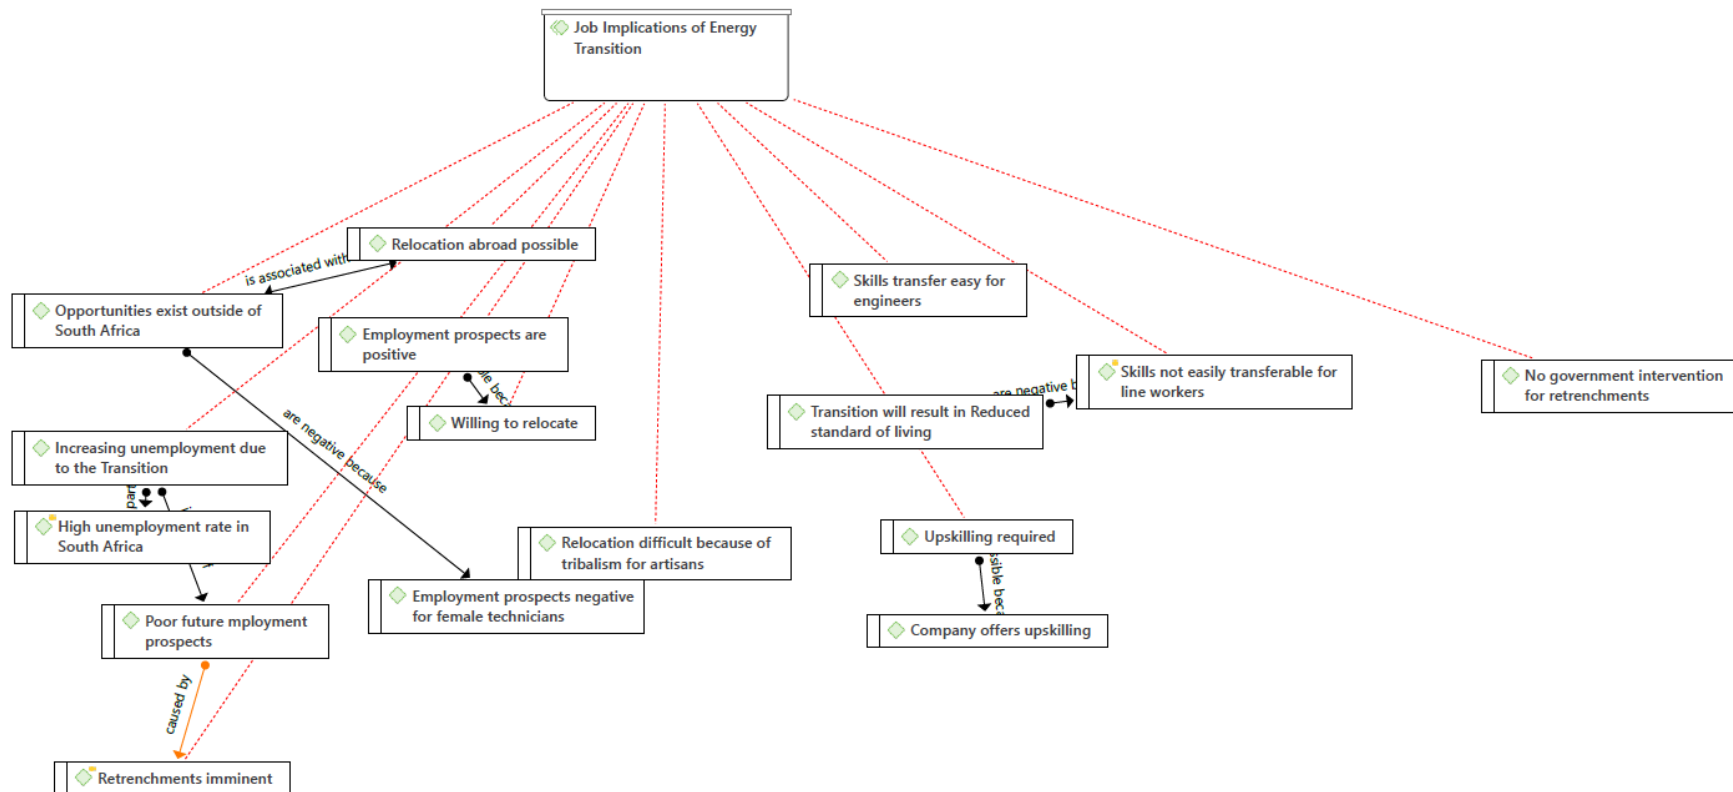 Job Implications of Energy
Transition
Relocation abroad possible
is associated with
Opportunities exist outside of
South Africa
Skills transfer easy for
engineers
Employment prospects are
positive
Skills not easily transferable for
line workers
No government intervention
for retrenchments
are negative
Transition will result in Reduced
standard of living
Willing to relocate
are negative because
Increasing unemployment due
to the Transition
part
High unemployment rate in
South Africa
Upskilling required
Relocation difficult because of
tribalism for artisans
Employment prospects negative
for female technicians
Poor future mployment
prospects
Company offers upskilling
caused by
Retrenchments imminent